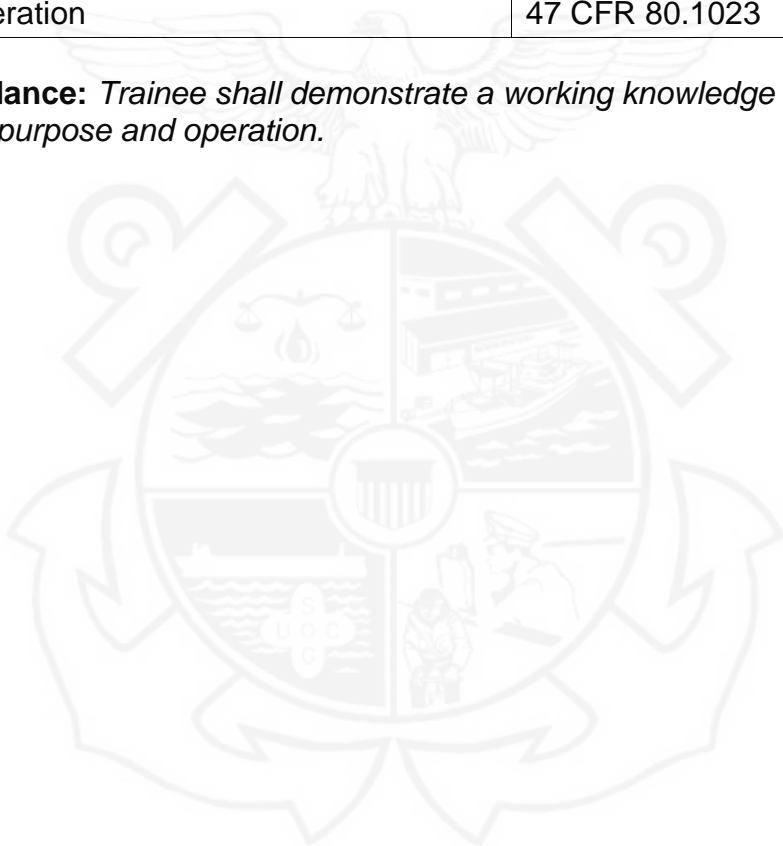 eration 47 CFR 80.1023
lance: Trainee shall demonstrate a working knowledge
purpose and operation.
S
U O C
G